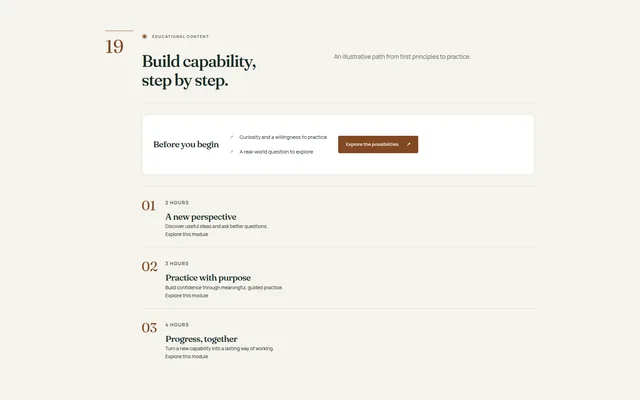 19
EDUCATIONAL CONTENT
Build capability,
step by step.
An illustrative path from first principles to practice.
Before you begin
Curiosity and a willingness to practice
A real-world question to explore
Explore the possibilities ↗
01
2 HOURS
A new perspective
Discover useful ideas and ask better questions.
Explore this module
02
3 HOURS
Practice with purpose
Build confidence through meaningful, guided practice.
Explore this module
03
4 HOURS
Progress, together
Turn a new capability into a lasting way of working.
Explore this module